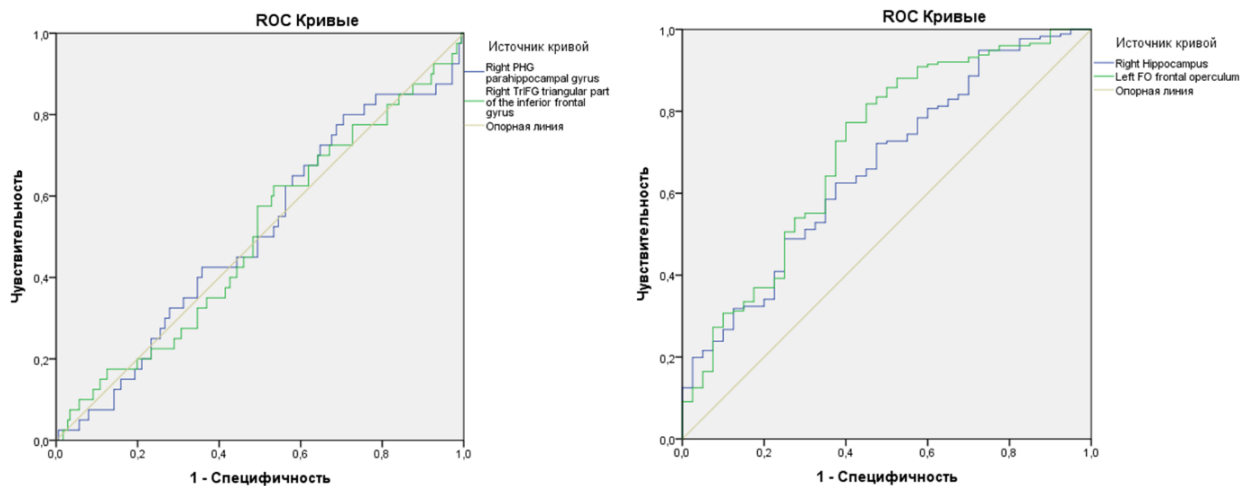 ROC Кривые
Источник кривой
Right PHG
parahippocampal gyrus
Right TrIFG triangular part
of the inferior frontal
gyrus
Опорная линия
Чувствительность
1,0
0,8
0,6
0,4
0,2
0,0
0,0 0,2 0,4 0,6 0,8 1,0
1 - Специфичность
ROC Кривые
Источник кривой
Right Hippocampus
Left FO frontal operculum
Опорная линия
Чувствительность
1,0
0,8
0,6
0,4
0,2
0,0
0,0 0,2 0,4 0,6 0,8 1,0
1 - Специфичность